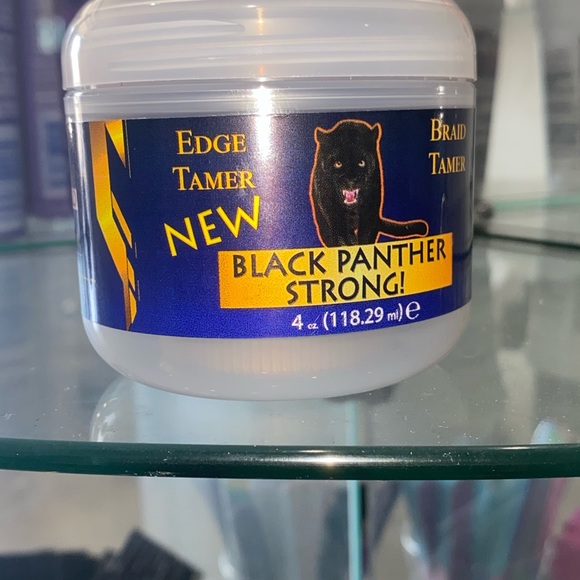 EDGE
TAMER
BRAID
TAMER
NEW
BLACK PANTHER
STRONG!
4 oz. (118.29 ml) e